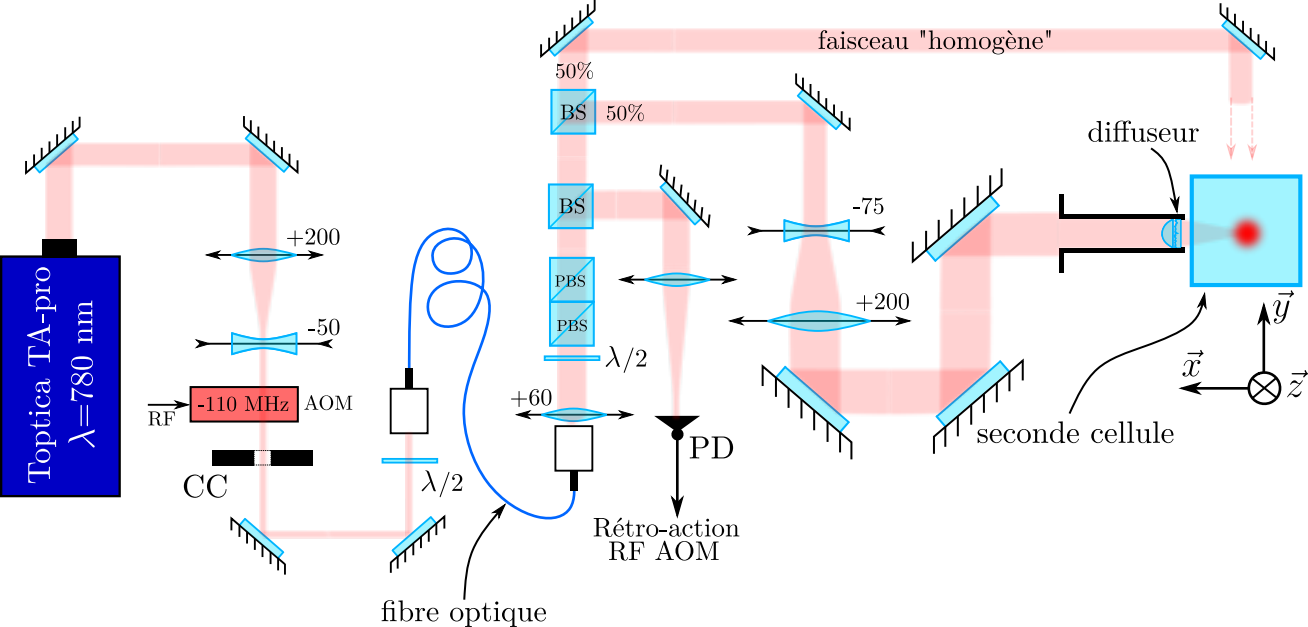 faisceau "homogène"
50%
BS
50%
diffuseur
BS
-75
+200
PBS
+200
-50
PBS
λ/2
Toptica TA-pro
λ=780 nm
RF
-110 MHz
AOM
+60
CC
λ/2
PD
seconde cellule
x⃗
y⃗
z⃗
Rétro-action
RF AOM
fibre optique